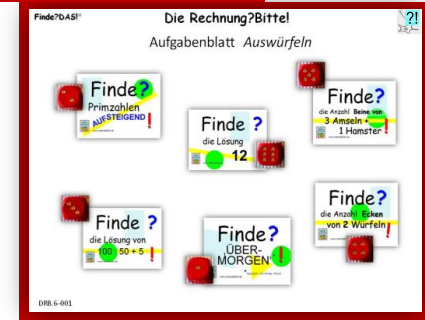 Finde?DAS!®
Die Rechnung?Bitte!
?!
Aufgabenblatt Auswürfeln
Finde?
Primzahlen
AUFSTEIGEND!
Finde ?
die Lösung
12
Finde?
die Anzahl Beine von
3 Amseln +
1 Hamster !
Finde ?
die Lösung von
100 : 50 + 5 !
Finde?
ÜBER-
MORGEN !
Finde?
die Anzahl Ecken
von 2 Würfeln !
DRB.6-001